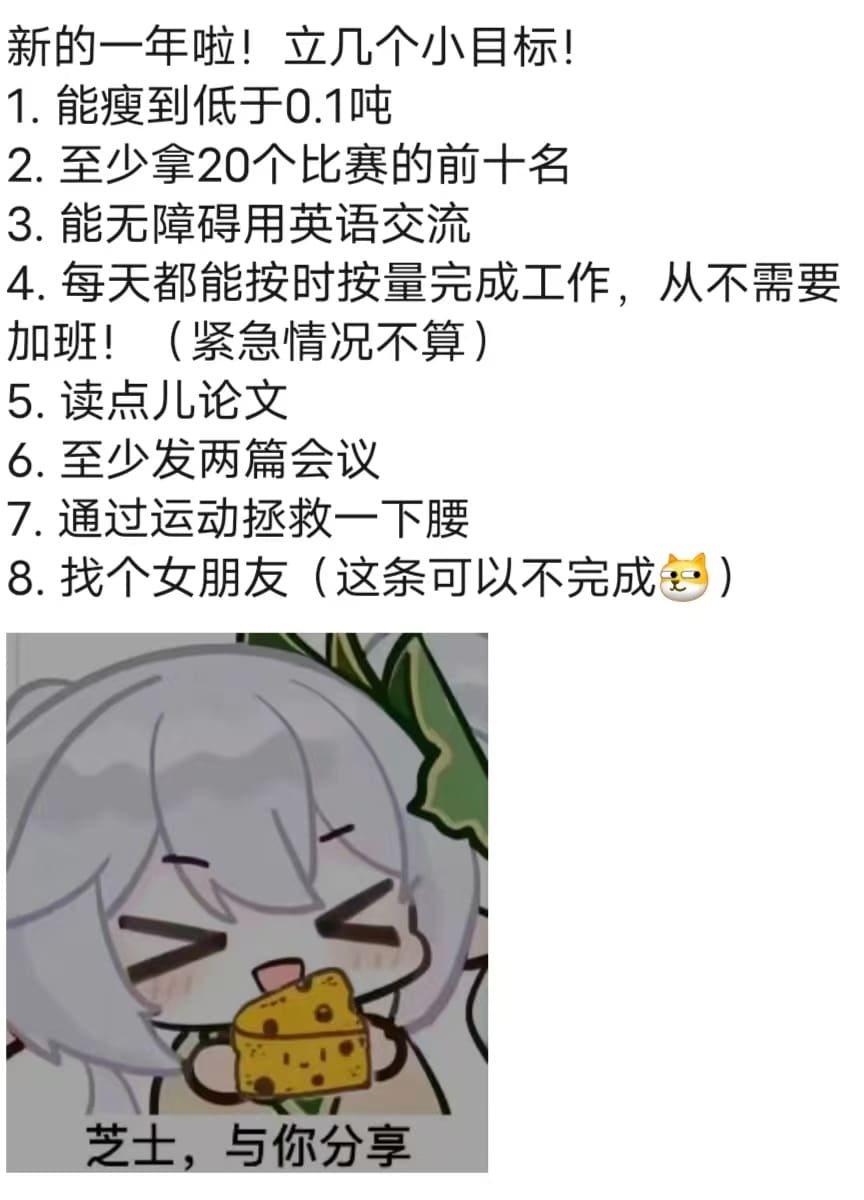 新的一年啦！立几个小目标！
1. 能瘦到低于0.1吨
2. 至少拿20个比赛的前十名
3. 能无障碍用英语交流
4. 每天都能按时按量完成工作，从不需要
加班！（紧急情况不算）
5. 读点儿论文
6. 至少发两篇会议
7. 通过运动拯救一下腰
8. 找个女朋友（这条可以不完成）
芝士，与你分享